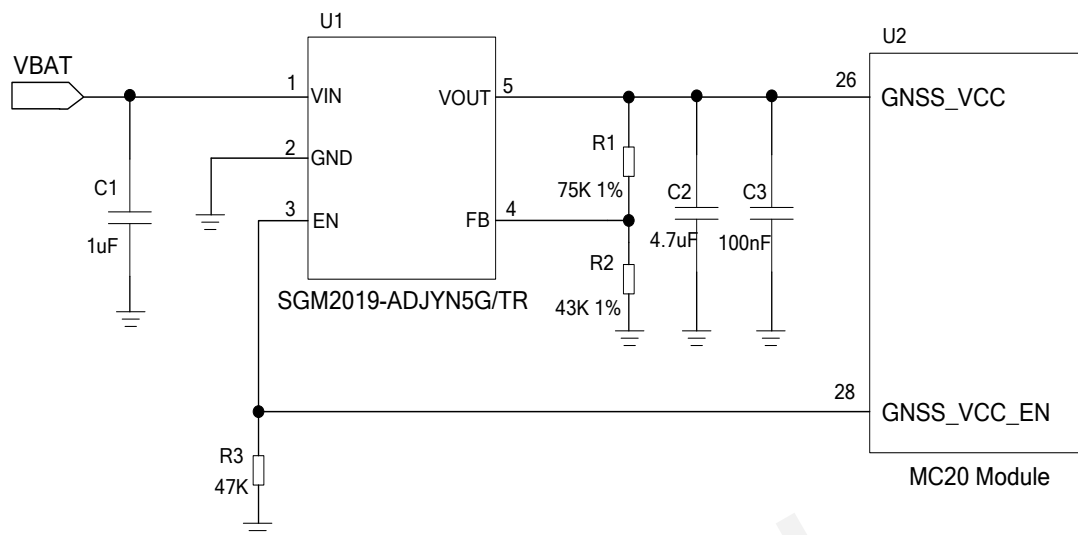 U1
U2
VBAT
1
VIN
VOUT
5
26
GNSS_VCC
2
GND
R1
75K 1%
C1
1uF
3
EN
FB
4
C2
4.7uF
C3
100nF
R2
43K 1%
SGM2019-ADJYN5G/TR
28
GNSS_VCC_EN
R3
47K
MC20 Module